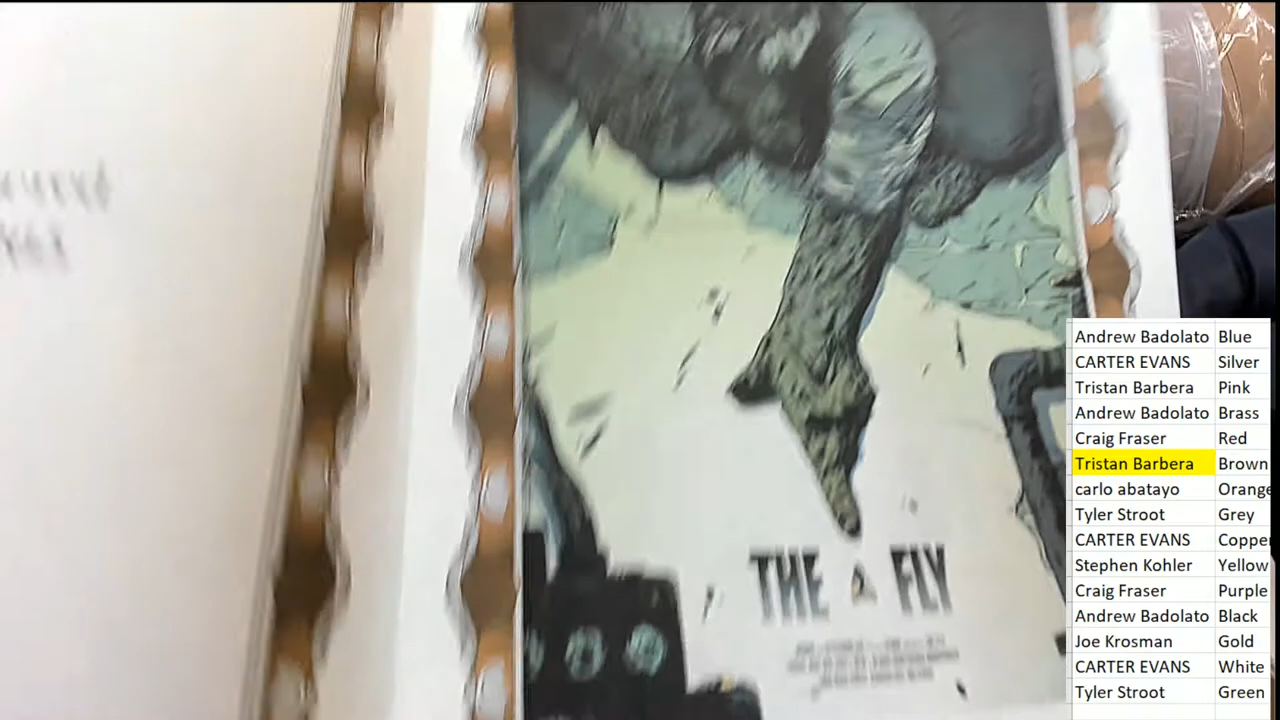 THE FLY
Andrew Badolato Blue
CARTER EVANS Silver
Tristan Barbera Pink
Andrew Badolato Brass
Craig Fraser Red
Tristan Barbera Brown
carlo abatayo Orange
Tyler Stroot Grey
CARTER EVANS Coppe
Stephen Kohler Yellow
Craig Fraser Purple
Andrew Badolato Black
Joe Krosman Gold
CARTER EVANS White
Tyler Stroot Green